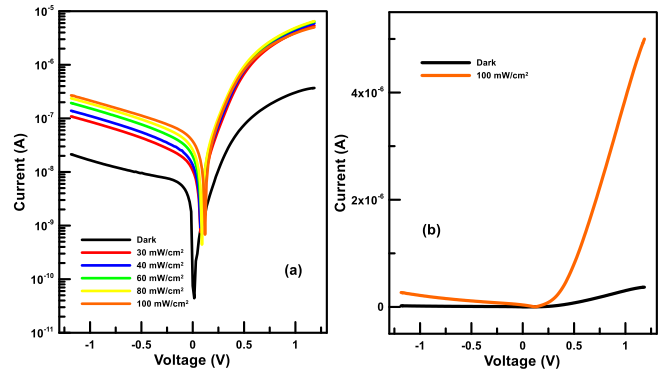 10⁻⁵
10⁻⁶
10⁻⁷
10⁻⁸
10⁻⁹
10⁻¹⁰
10⁻¹¹
Current (A)
Dark
30 mW/cm²
40 mW/cm²
60 mW/cm²
80 mW/cm²
100 mW/cm²
(a)
-1 -0.5 0 0.5 1
Voltage (V)
6x10⁻⁶
4x10⁻⁶
2x10⁻⁶
0
Current (A)
Dark
100 mW/cm²
(b)
-1 -0.5 0 0.5 1
Voltage (V)